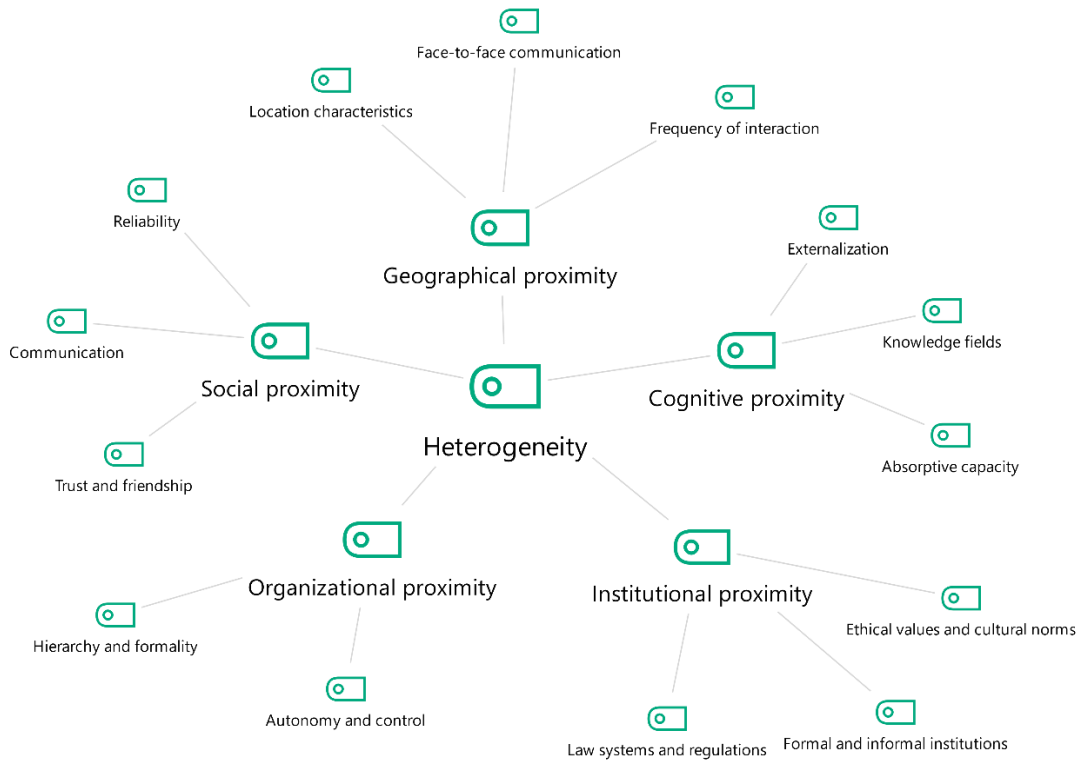 Face-to-face communication
Location characteristics
Frequency of interaction
Reliability
Externalization
Geographical proximity
Communication
Knowledge fields
Social proximity
Cognitive proximity
Heterogeneity
Absorptive capacity
Trust and friendship
Organizational proximity
Institutional proximity
Ethical values and cultural norms
Hierarchy and formality
Autonomy and control
Law systems and regulations
Formal and informal institutions